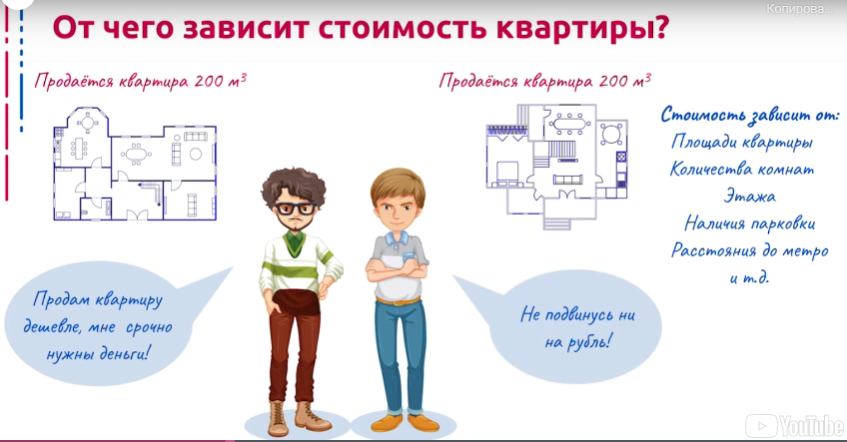 Копирова...
От чего зависит стоимость квартиры?
Продаётся квартира 200 м³
Продаётся квартира 200 м³
Стоимость зависит от:
Площади квартиры
Количества комнат
Этажа
Наличия парковки
Расстояния до метро
и т.д.
Продам квартиру
дешевле, мне срочно
нужны деньги!
Не подвинусь ни
на рубль!
YouTube